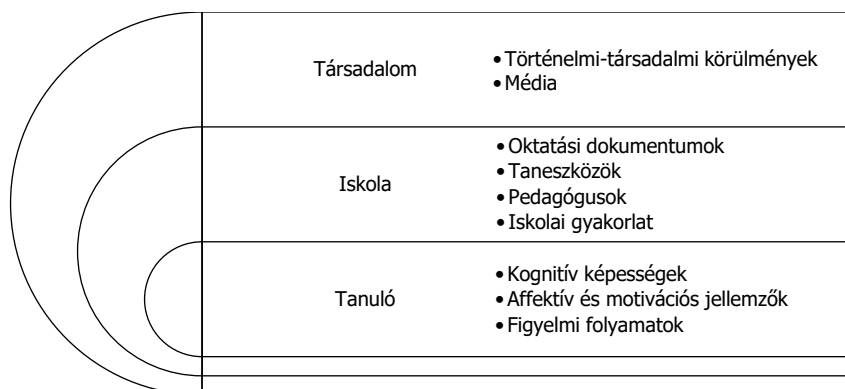 Társadalom
• Történelmi-társadalmi körülmények
• Média
Iskola
• Oktatási dokumentumok
• Taneszközök
• Pedagógusok
• Iskolai gyakorlat
Tanuló
• Kognitív képességek
• Affektív és motivációs jellemzők
• Figyelmi folyamatok